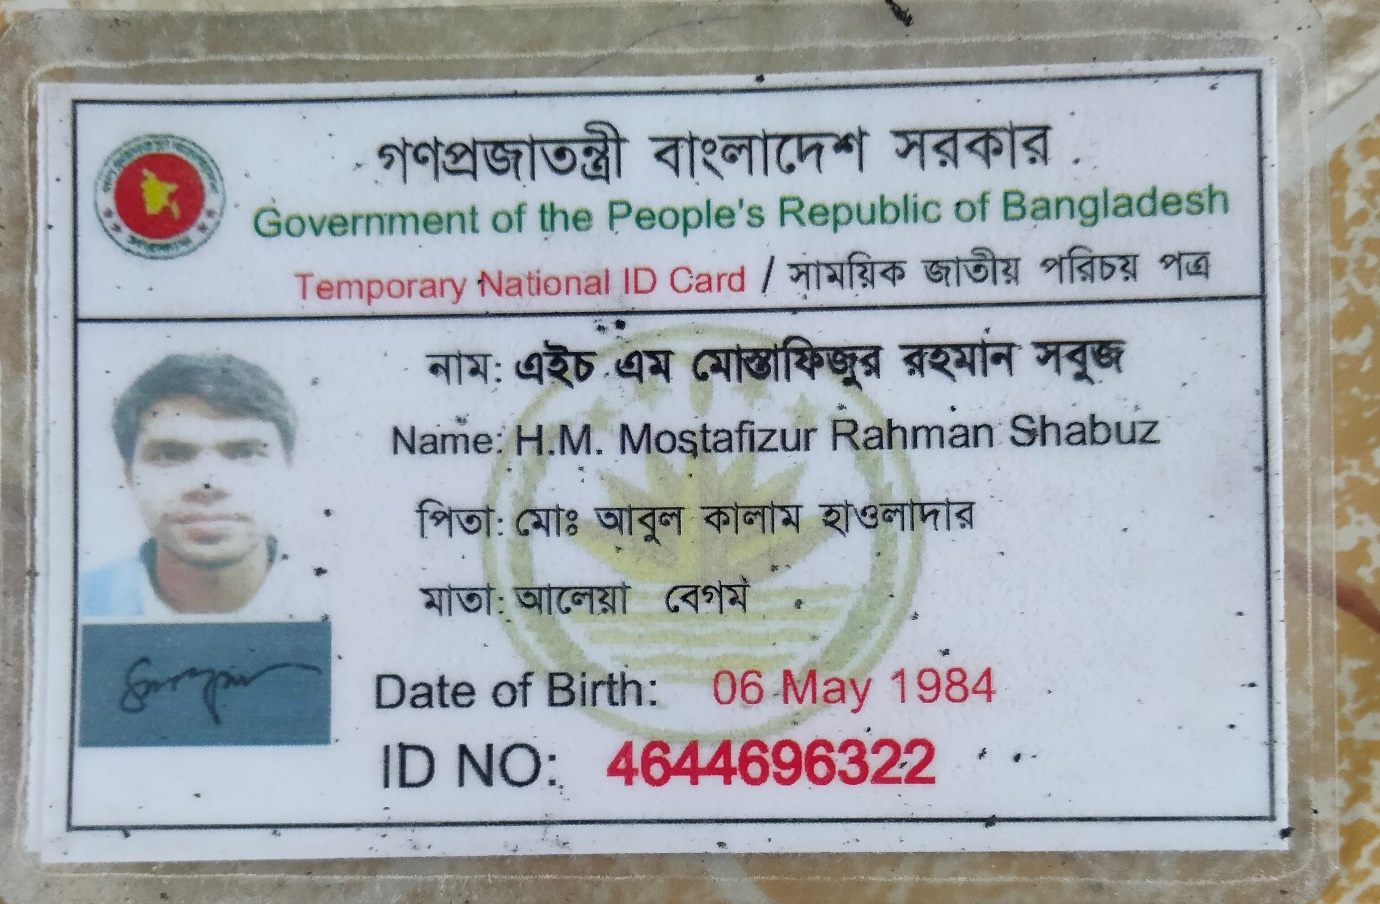 গণপ্রজাতন্ত্রী বাংলাদেশ সরকার
Government of the People's Republic of Bangladesh
Temporary National ID Card / সাময়িক জাতীয় পরিচয় পত্র
নাম: এইচ এম মোস্তাফিজুর রহমান সবুজ
Name: H.M. Mostafizur Rahman Shabuz
পিতা: মোঃ আবুল কালাম হাওলাদার
মাতা: আলেয়া বেগম
Date of Birth: 06 May 1984
ID NO: 4644696322